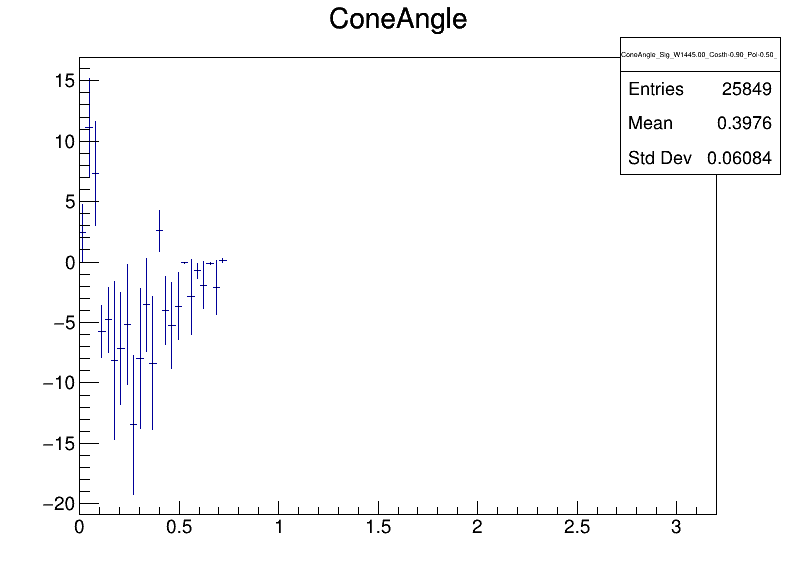 ConeAngle
ConeAngle_Sig_W1445.00_Costh-0.90_Pol-0.50_
Entries 25849
Mean 0.3976
Std Dev 0.06084
15
10
5
0
−5
−10
−15
−20
0 0.5 1 1.5 2 2.5 3